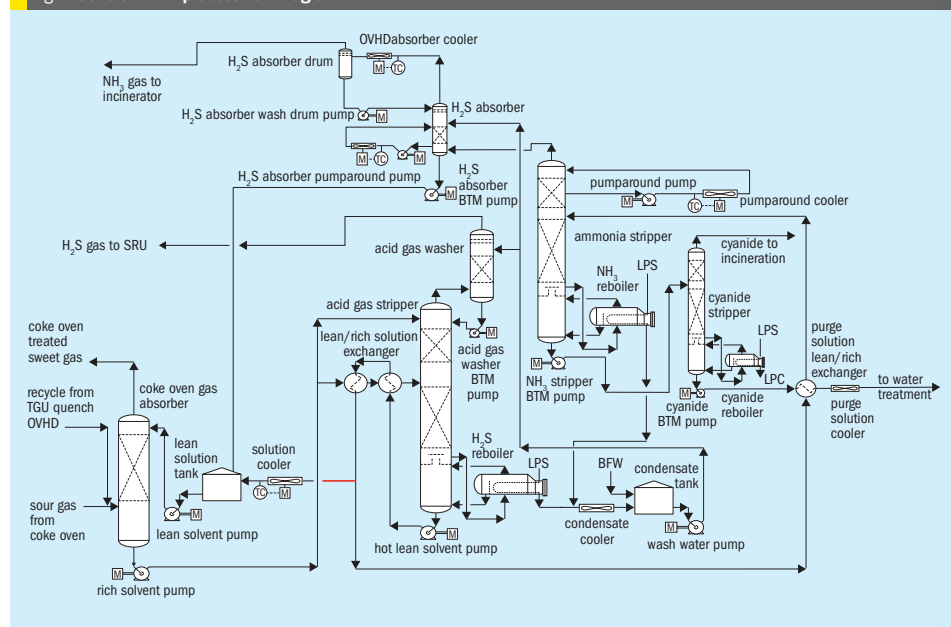 OVHDabsorber cooler
H₂S absorber drum
M
TC
NH₃ gas to
incinerator
H₂S absorber wash drum pump
M
H₂S absorber
M
TC
M
H₂S absorber pumparound pump
H₂S
absorber
BTM pump
M
pumparound pump
M
TC
M
pumparound cooler
H₂S gas to SRU
acid gas washer
ammonia stripper
cyanide to
incineration
NH₃
reboiler
LPS
cyanide
stripper
acid gas stripper
M
acid gas
washer
BTM
pump
lean/rich solution
exchanger
LPS
purge
solution
lean/rich
exchanger
coke oven
treated
sweet gas
M
NH₃ stripper
BTM pump
LPC
cyanide
reboiler
M
cyanide
BTM pump
to water
treatment
purge
solution
cooler
recycle from
TGU quench
OVHD
coke oven gas
absorber
lean
solution
tank
solution
cooler
TC
M
H₂S
reboiler
LPS
BFW
condensate
tank
sour gas
from
coke oven
M
lean solvent pump
M
hot lean solvent pump
condensate
cooler
M
wash water pump
M
rich solvent pump